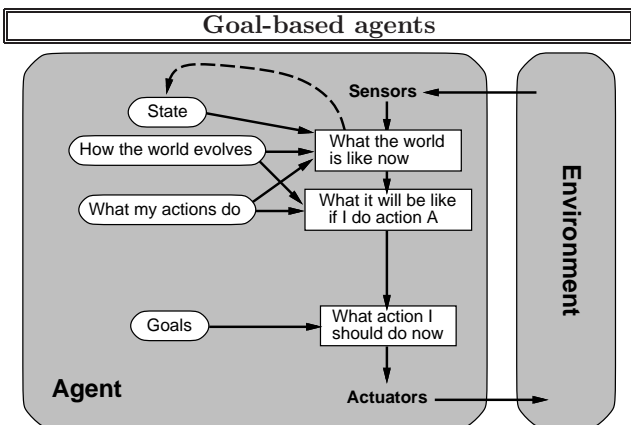 Goal-based agents
Sensors
State
How the world evolves
What the world
is like now
What my actions do
What it will be like
if I do action A
Goals
What action I
should do now
Agent
Actuators
Environment